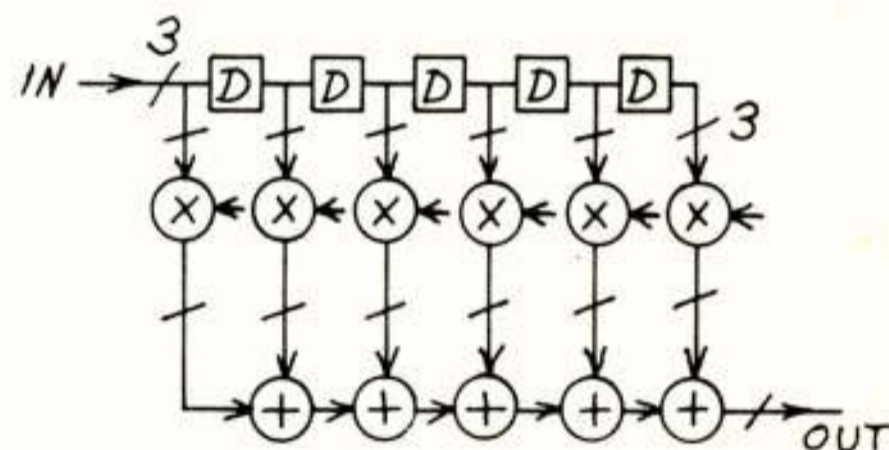 3
IN D D D D D
3
× × × × × ×
+ + + + +
OUT